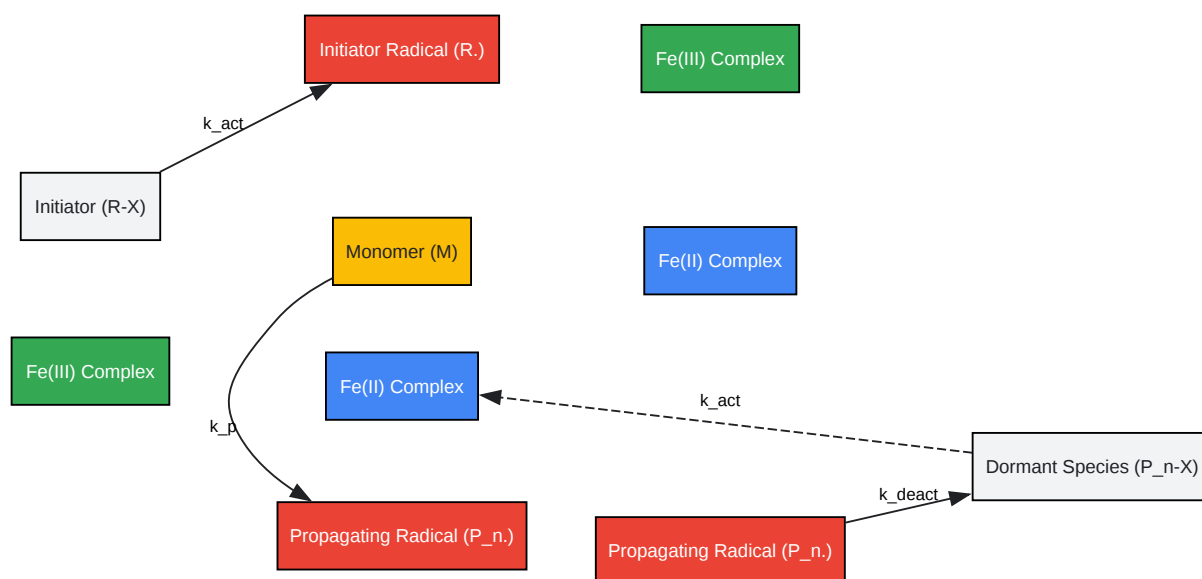 Initiator Radical (R.)
Fe(III) Complex
k_act
Initiator (R-X)
Monomer (M)
Fe(II) Complex
Fe(III) Complex
Fe(II) Complex
k_act
k_p
Dormant Species (P_n-X)
k_deact
Propagating Radical (P_n.)
Propagating Radical (P_n.)